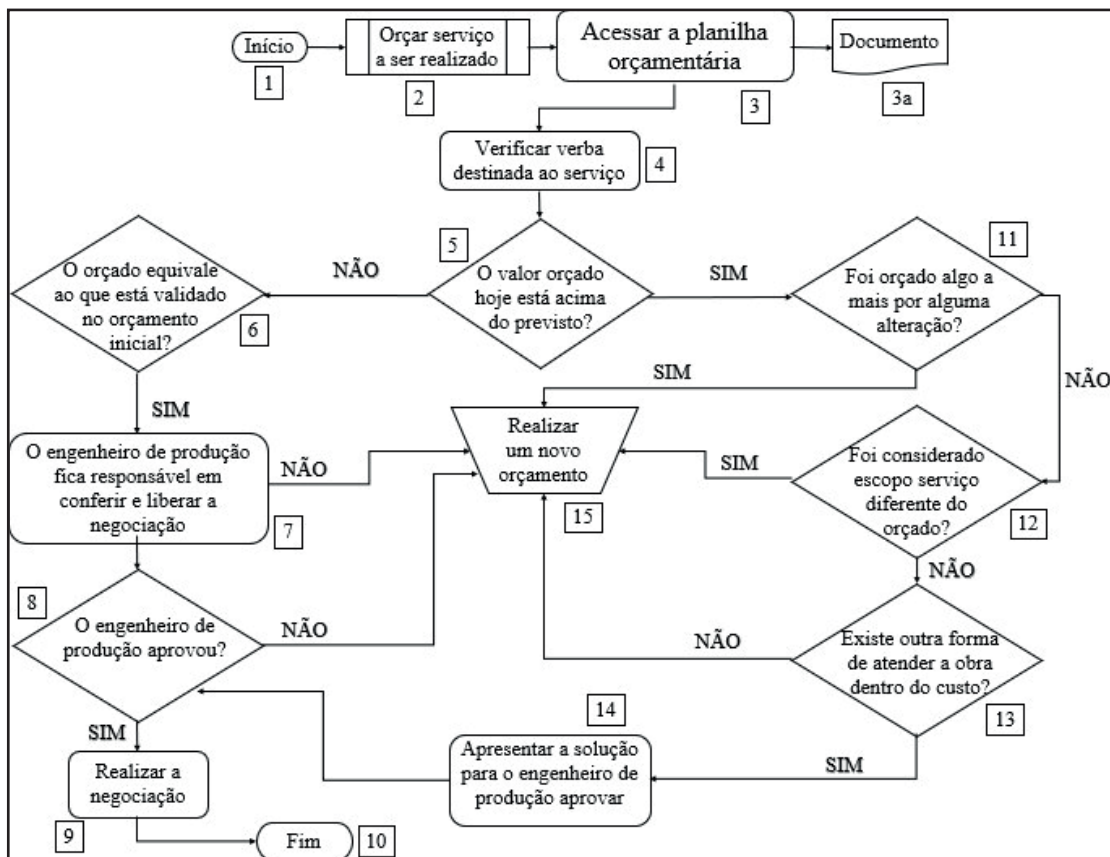 Início
1
Orçar serviço
a ser realizado
2
Acessar a planilha
orçamentária
3
Documento
3a
Verificar verba
destinada ao serviço
4
5
O valor orçado
hoje está acima
do previsto?
NÃO
SIM
O orçado equivale
ao que está validado
no orçamento
inicial?
6
11
Foi orçado algo a
mais por alguma
alteração?
SIM
NÃO
SIM
O engenheiro de produção
fica responsável em
conferir e liberar a
negociação
7
NÃO
Realizar
um novo
orçamento
15
SIM
Foi considerado
escopo serviço
diferente do
orçado?
12
NÃO
8
O engenheiro de
produção aprovou?
NÃO
NÃO
Existe outra forma
de atender a obra
dentro do custo?
13
SIM
14
Apresentar a solução
para o engenheiro de
produção aprovar
SIM
Realizar a
negociação
9
Fim
10